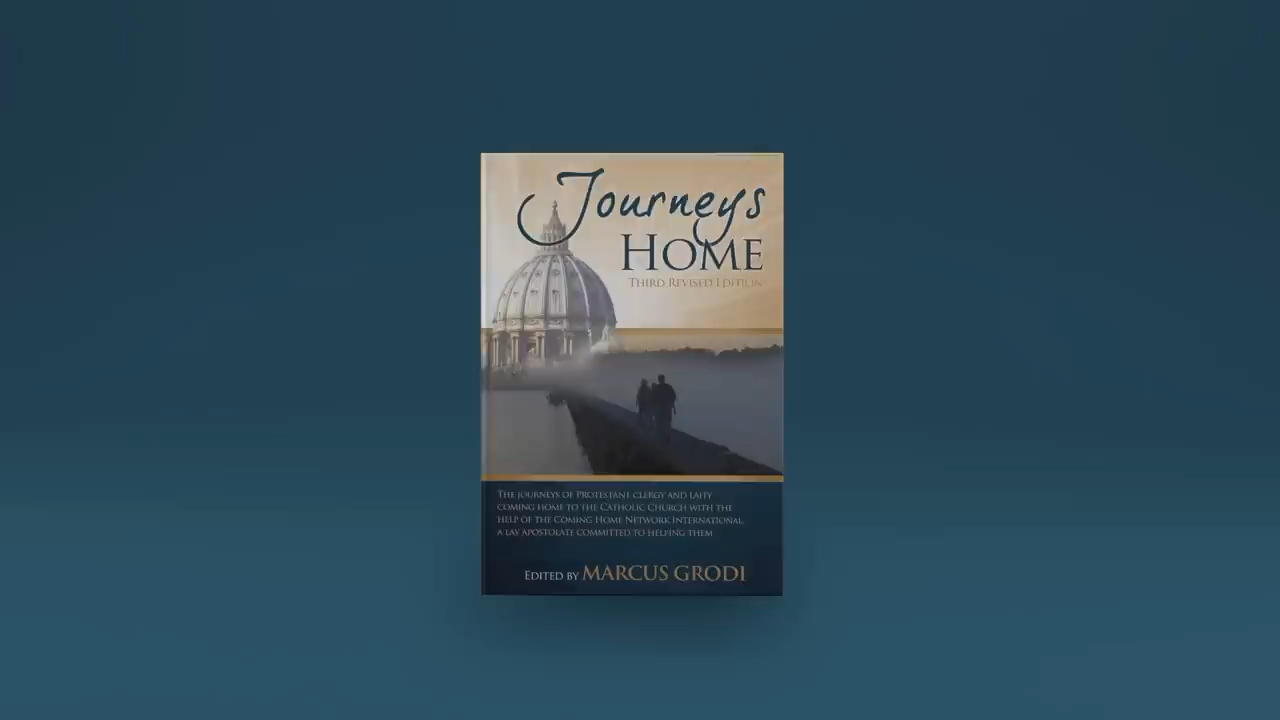 Journeys
HOME
THIRD REVISED EDITION
THE JOURNEYS OF PROTESTANT CLERGY AND LAITY
COMING HOME TO THE CATHOLIC CHURCH WITH THE
HELP OF THE COMING HOME NETWORK INTERNATIONAL,
A LAY APOSTOLATE COMMITTED TO HELPING THEM
EDITED BY MARCUS GRODI